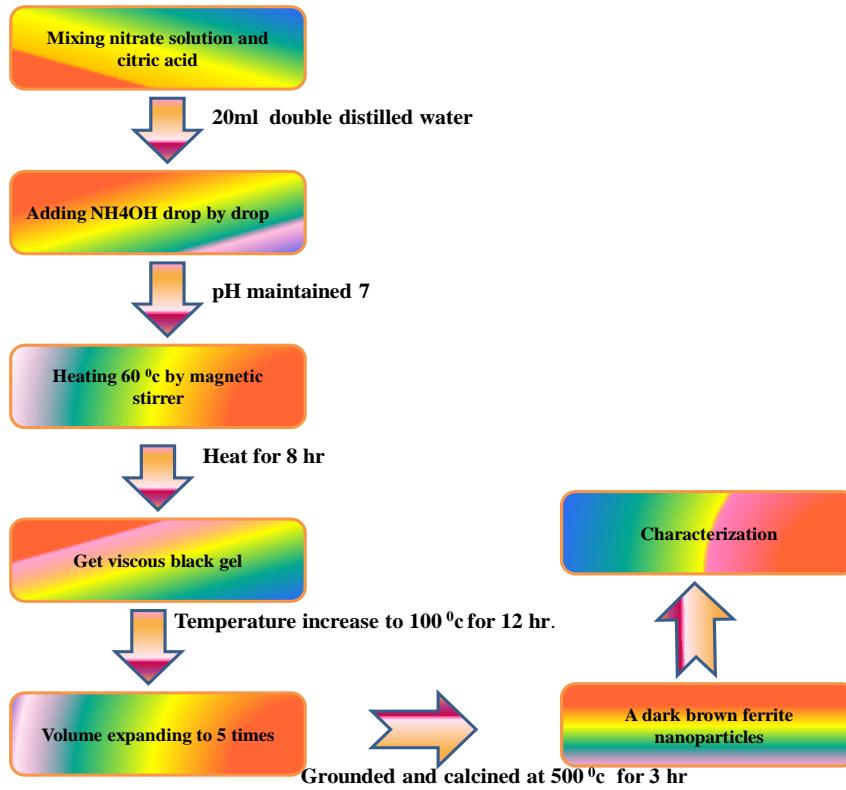 Mixing nitrate solution and
citric acid
20ml double distilled water
Adding NH4OH drop by drop
pH maintained 7
Heating 60 ⁰c by magnetic
stirrer
Heat for 8 hr
Get viscous black gel
Temperature increase to 100 ⁰c for 12 hr.
Volume expanding to 5 times
Grounded and calcined at 500 ⁰c for 3 hr
A dark brown ferrite
nanoparticles
Characterization